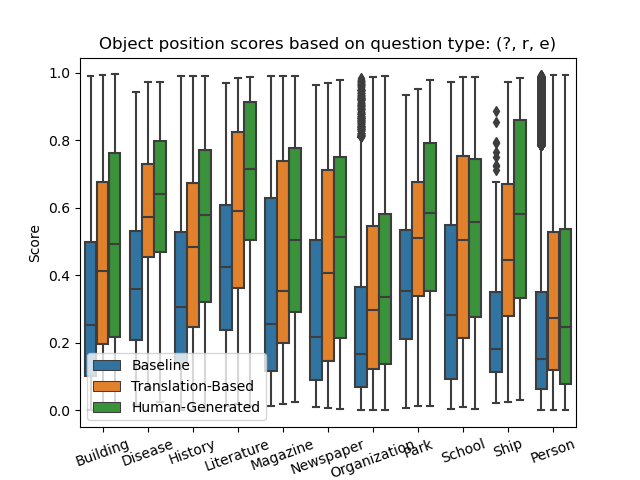 Object position scores based on question type: (?, r, e)
1.0
0.8
0.6
0.4
0.2
0.0
Score
Baseline
Translation-Based
Human-Generated
Building
Disease
History
Literature
Magazine
Newspaper
Organization
Park
School
Ship
Person